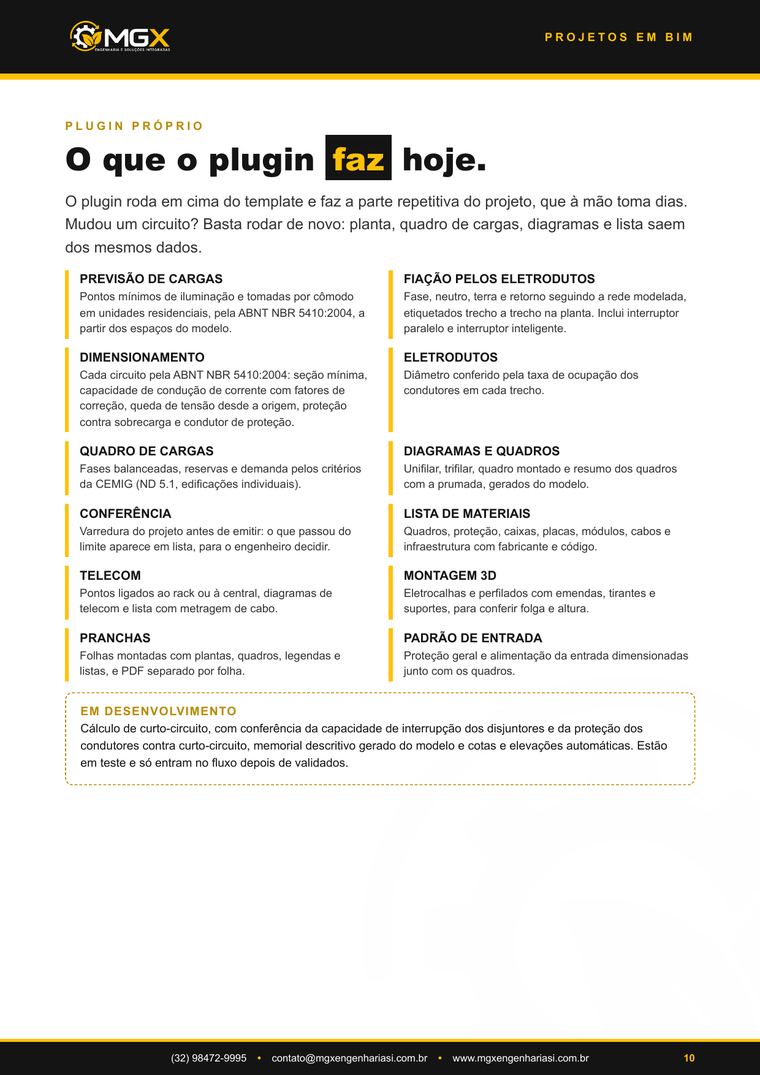 MGX
ENGENHARIA E SOLUÇÕES INTEGRADAS
PROJETOS EM BIM
PLUGIN PRÓPRIO
O que o plugin faz hoje.
O plugin roda em cima do template e faz a parte repetitiva do projeto, que à mão toma dias.
Mudou um circuito? Basta rodar de novo: planta, quadro de cargas, diagramas e lista saem
dos mesmos dados.
PREVISÃO DE CARGAS
Pontos mínimos de iluminação e tomadas por cômodo
em unidades residenciais, pela ABNT NBR 5410:2004, a
partir dos espaços do modelo.
FIAÇÃO PELOS ELETRODUTOS
Fase, neutro, terra e retorno seguindo a rede modelada,
etiquetados trecho a trecho na planta. Inclui interruptor
paralelo e interruptor inteligente.
DIMENSIONAMENTO
Cada circuito pela ABNT NBR 5410:2004: seção mínima,
capacidade de condução de corrente com fatores de
correção, queda de tensão desde a origem, proteção
contra sobrecarga e condutor de proteção.
ELETRODUTOS
Diâmetro conferido pela taxa de ocupação dos
condutores em cada trecho.
QUADRO DE CARGAS
Fases balanceadas, reservas e demanda pelos critérios
da CEMIG (ND 5.1, edificações individuais).
DIAGRAMAS E QUADROS
Unifilar, trifilar, quadro montado e resumo dos quadros
com a prumada, gerados do modelo.
CONFERÊNCIA
Varredura do projeto antes de emitir: o que passou do
limite aparece em lista, para o engenheiro decidir.
LISTA DE MATERIAIS
Quadros, proteção, caixas, placas, módulos, cabos e
infraestrutura com fabricante e código.
TELECOM
Pontos ligados ao rack ou à central, diagramas de
telecom e lista com metragem de cabo.
MONTAGEM 3D
Eletrocalhas e perfilados com emendas, tirantes e
suportes, para conferir folga e altura.
PRANCHAS
Folhas montadas com plantas, quadros, legendas e
listas, e PDF separado por folha.
PADRÃO DE ENTRADA
Proteção geral e alimentação da entrada dimensionadas
junto com os quadros.
EM DESENVOLVIMENTO
Cálculo de curto-circuito, com conferência da capacidade de interrupção dos disjuntores e da proteção dos
condutores contra curto-circuito, memorial descritivo gerado do modelo e cotas e elevações automáticas. Estão
em teste e só entram no fluxo depois de validados.
(32) 98472-9995 • contato@mgxengenhariasi.com.br • www.mgxengenhariasi.com.br
10